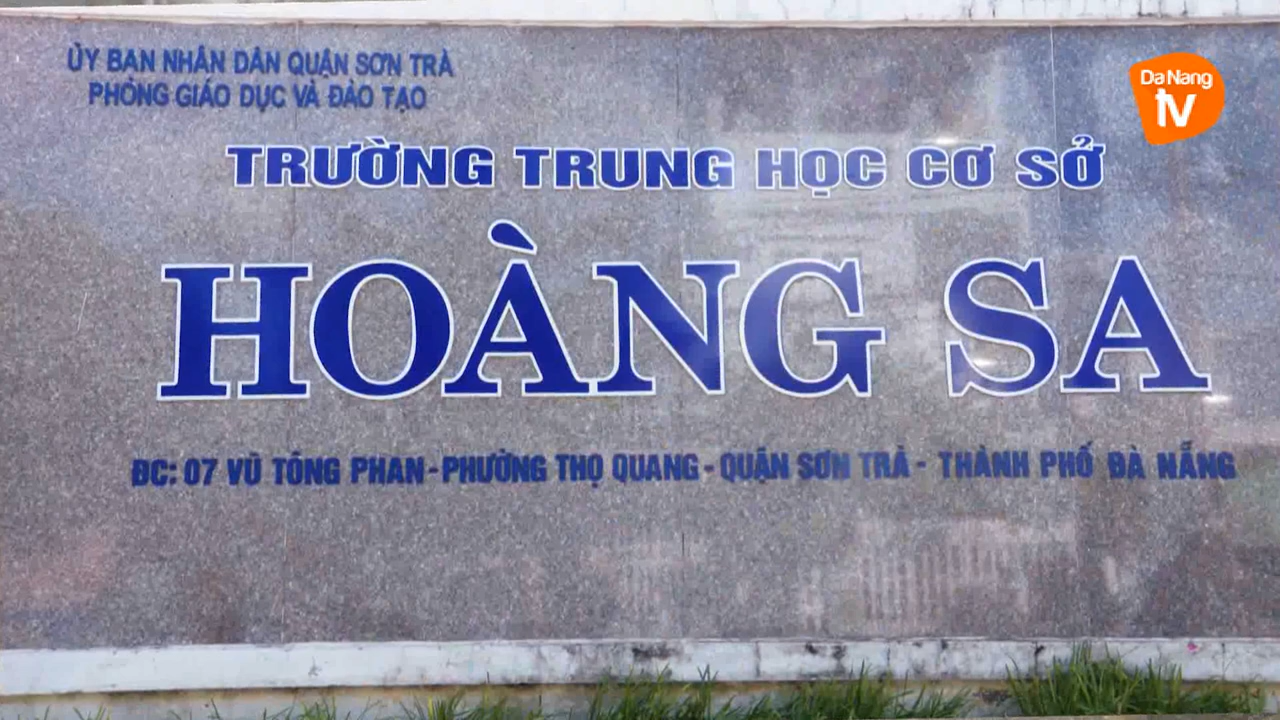 ỦY BAN NHÂN DÂN QUẬN SƠN TRÀ
PHÒNG GIÁO DỤC VÀ ĐÀO TẠO
Da Nang
tv
TRƯỜNG TRUNG HỌC CƠ SỞ
HOÀNG SA
ĐC: 07 VŨ TÔNG PHAN - PHƯỜNG THỌ QUANG - QUẬN SƠN TRÀ - THÀNH PHỐ ĐÀ NẴNG